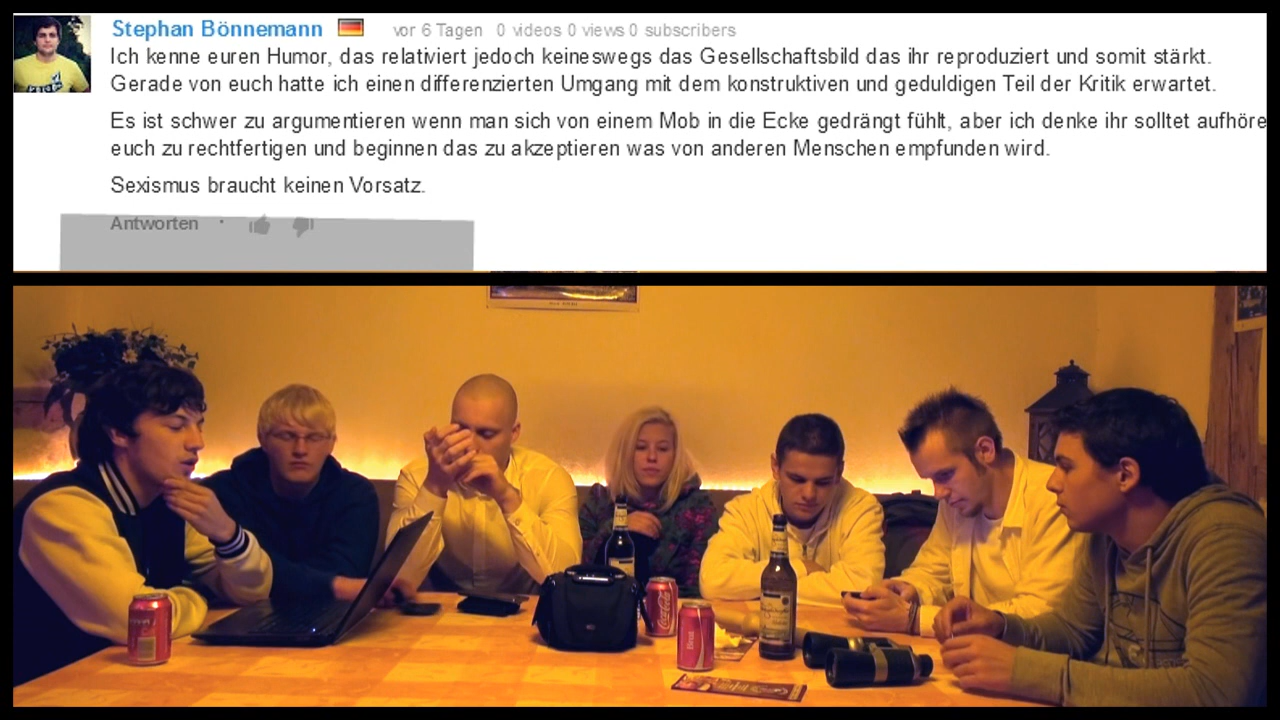 Stephan Bönnemann vor 6 Tagen 0 videos 0 views 0 subscribers
Ich kenne euren Humor, das relativiert jedoch keineswegs das Gesellschaftsbild das ihr reproduziert und somit stärkt.
Gerade von euch hatte ich einen differenzierten Umgang mit dem konstruktiven und geduldigen Teil der Kritik erwartet.
Es ist schwer zu argumentieren wenn man sich von einem Mob in die Ecke gedrängt fühlt, aber ich denke ihr solltet aufhöre
euch zu rechtfertigen und beginnen das zu akzeptieren was von anderen Menschen empfunden wird.
Sexismus braucht keinen Vorsatz.
Antworten ·
Coca-Cola